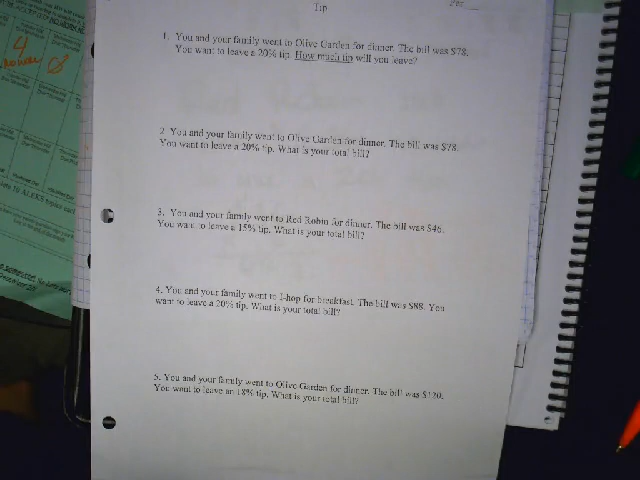 Tip
1. You and your family went to Olive Garden for dinner. The bill was $78.
You want to leave a 20% tip. How much tip will you leave?
2. You and your family went to Olive Garden for dinner. The bill was $78.
You want to leave a 20% tip. What is your total bill?
3. You and your family went to Red Robin for dinner. The bill was $46.
You want to leave a 15% tip. What is your total bill?
4. You and your family went to I-hop for breakfast. The bill was $88. You
want to leave a 20% tip. What is your total bill?
5. You and your family went to Olive Garden for dinner. The bill was $120.
You want to leave an 18% tip. What is your total bill?
4